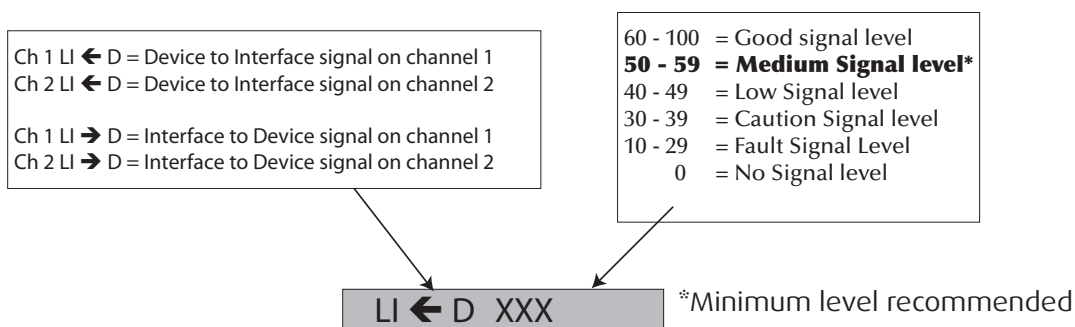 Ch 1 LI ← D = Device to Interface signal on channel 1
Ch 2 LI ← D = Device to Interface signal on channel 2
Ch 1 LI → D = Interface to Device signal on channel 1
Ch 2 LI → D = Interface to Device signal on channel 2
60 - 100 = Good signal level
50 - 59 = Medium Signal level*
40 - 49 = Low Signal level
30 - 39 = Caution Signal level
10 - 29 = Fault Signal Level
0 = No Signal level
LI ← D XXX
*Minimum level recommended